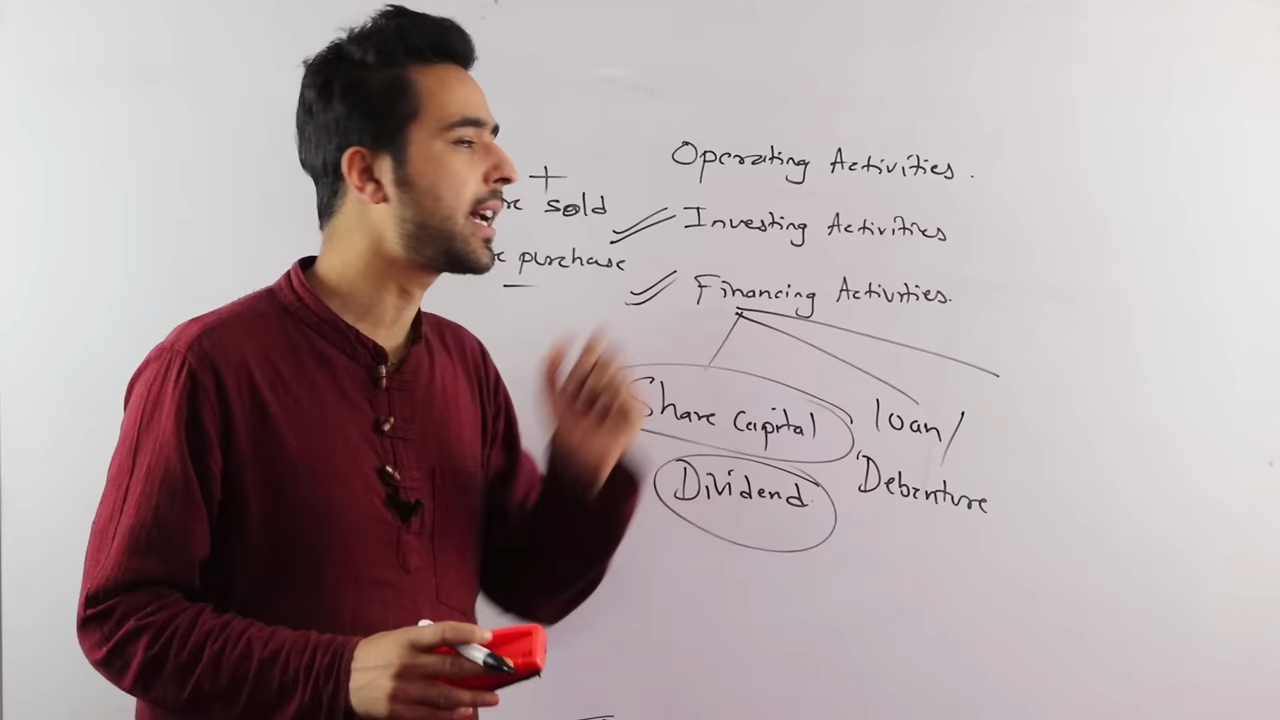 Operating Activities.
+
sold
Investing Activities
purchase
Financing Activities.
Share Capital
loan/
Debenture
Dividend